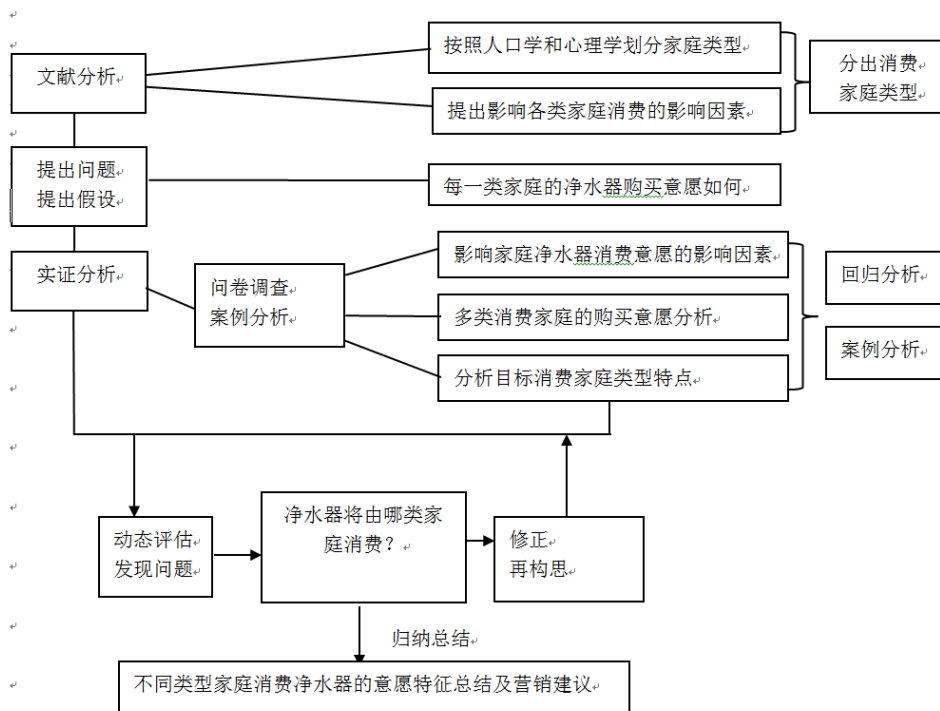 按照人口学和心理学划分家庭类型
文献分析
分出消费
家庭类型
提出影响各类家庭消费的影响因素
提出问题
提出假设
每一类家庭的净水器购买意愿如何
影响家庭净水器消费意愿的影响因素
实证分析
问卷调查
案例分析
回归分析
多类消费家庭的购买意愿分析
案例分析
分析目标消费家庭类型特点
净水器将由哪类家
庭消费？
动态评估
发现问题
修正
再构思
归纳总结
不同类型家庭消费净水器的意愿特征总结及营销建议